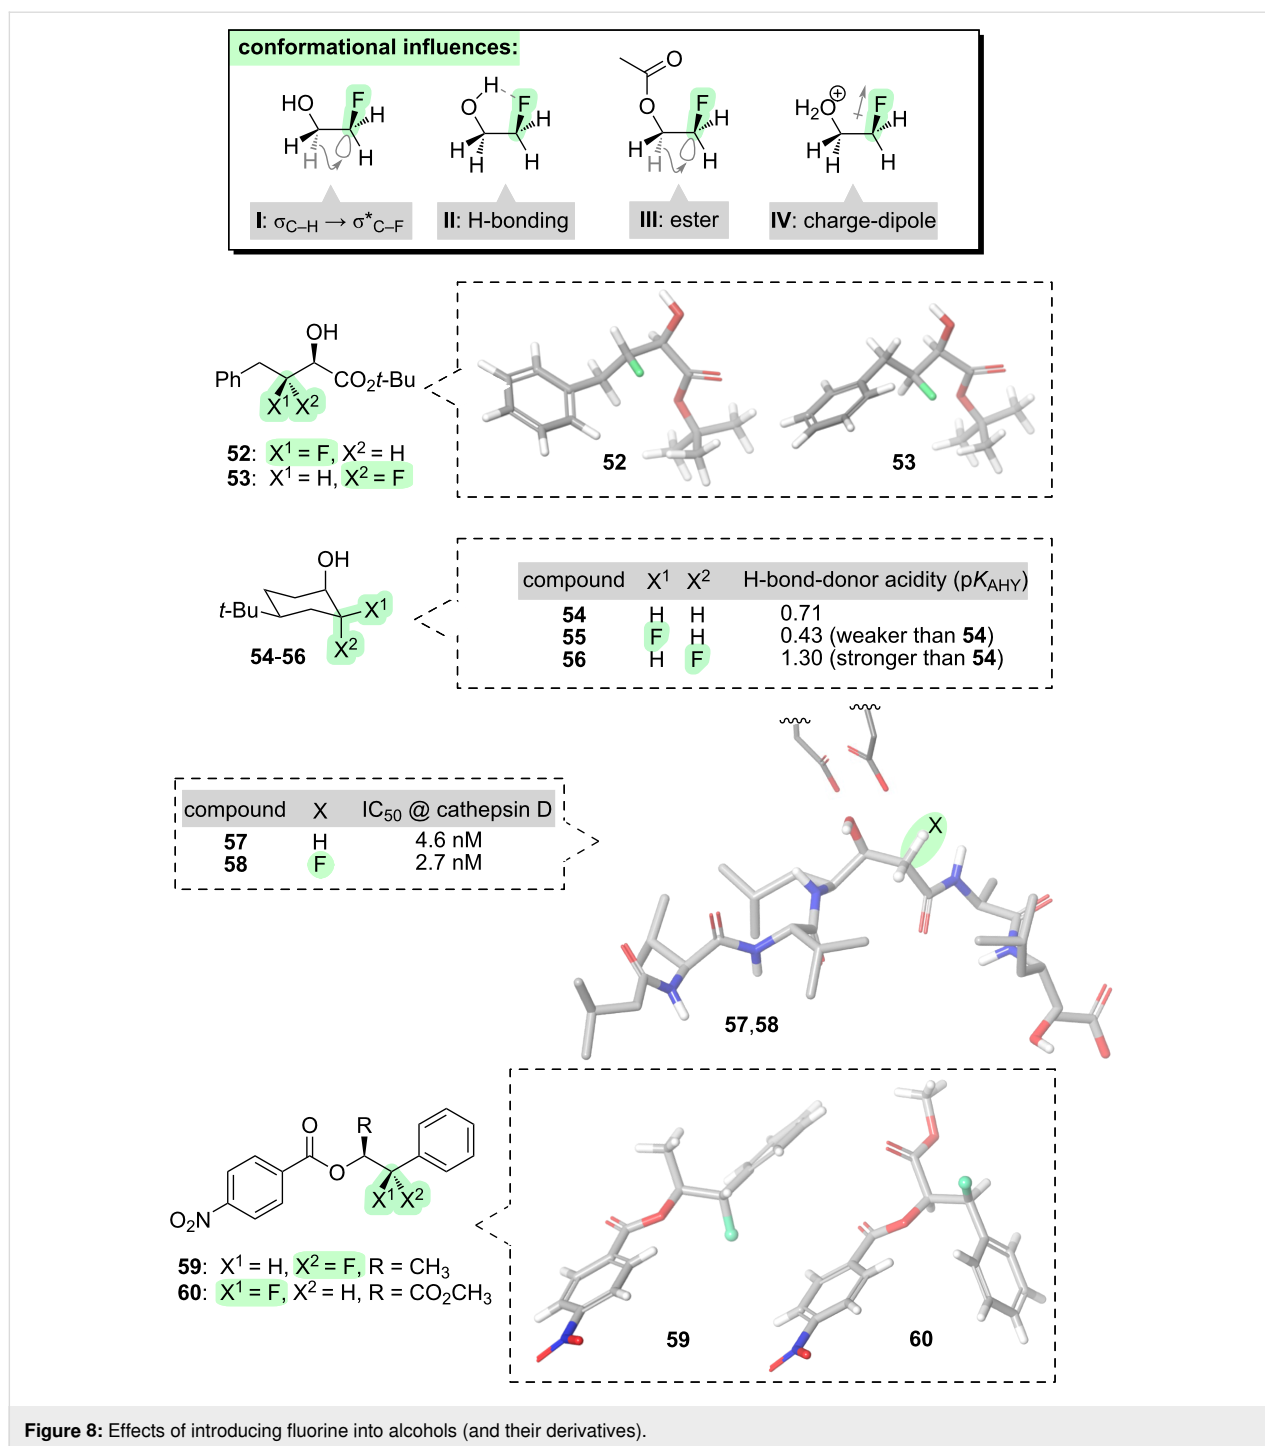 conformational influences:
HO F H H H H
O H F H H H H
O O F H H H H
H₂O ⊕ F H H H H
I: σC–H → σ*C–F
II: H-bonding
III: ester
IV: charge-dipole
OH
Ph CO₂t-Bu
X¹ X²
52: X¹ = F, X² = H
53: X¹ = H, X² = F
52 53
OH
t-Bu X¹
X²
54-56
compound X¹ X² H-bond-donor acidity (pKAHY)
54 H H 0.71
55 F H 0.43 (weaker than 54)
56 H F 1.30 (stronger than 54)
compound X IC₅₀ @ cathepsin D
57 H 4.6 nM
58 F 2.7 nM
X
57,58
O R
O
X¹ X²
O₂N
59: X¹ = H, X² = F, R = CH₃
60: X¹ = F, X² = H, R = CO₂CH₃
59 60
Figure 8: Effects of introducing fluorine into alcohols (and their derivatives).